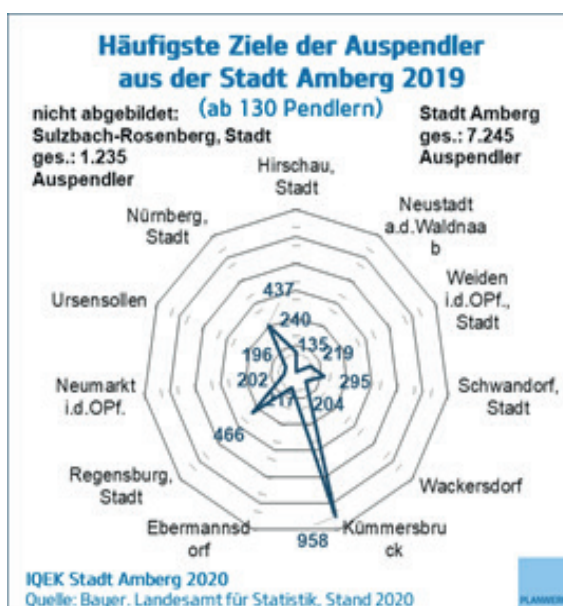 Häufigste Ziele der Auspendler
aus der Stadt Amberg 2019
(ab 130 Pendlern)
nicht abgebildet:
Sulzbach-Rosenberg, Stadt
ges.: 1.235
Auspendler
Stadt Amberg
ges.: 7.245
Auspendler
Hirschau,
Stadt
Neustadt
a.d.Waldnaa
b
Weiden
i.d.OPf.,
Stadt
Schwandorf,
Stadt
Wackersdorf
Kümmersbru
ck
Ebermannsd
orf
Regensburg,
Stadt
Neumarkt
i.d.OPf.
Ursensollen
Nürnberg,
Stadt
437
240
135
219
196
202
295
217
204
466
958
IQEK Stadt Amberg 2020
Quelle: Bayer. Landesamt für Statistik, Stand 2020
PLANWERK